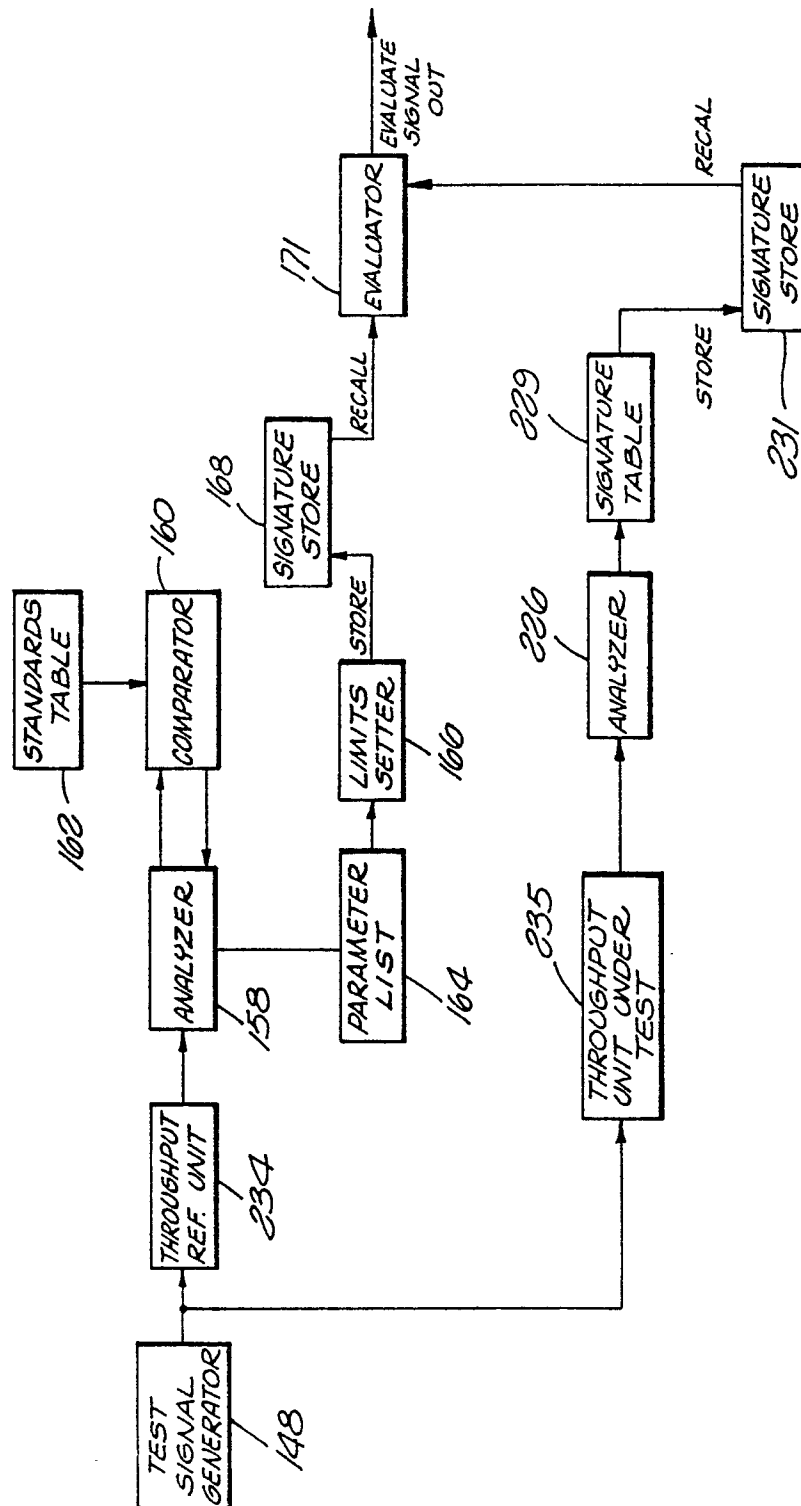 TEST
SIGNAL
GENERATOR
148
THROUGHPUT
REF. UNIT
234
ANALYZER
158
STANDARDS
TABLE
162
COMPARATOR
160
PARAMETER
LIST
164
LIMITS
SETTER
166
STORE
SIGNATURE
STORE
168
RECALL
EVALUATOR
171
EVALUATE
SIGNAL
OUT
THROUGHPUT
UNIT UNDER
TEST
235
ANALYZER
226
SIGNATURE
TABLE
229
STORE
SIGNATURE
STORE
231
RECAL